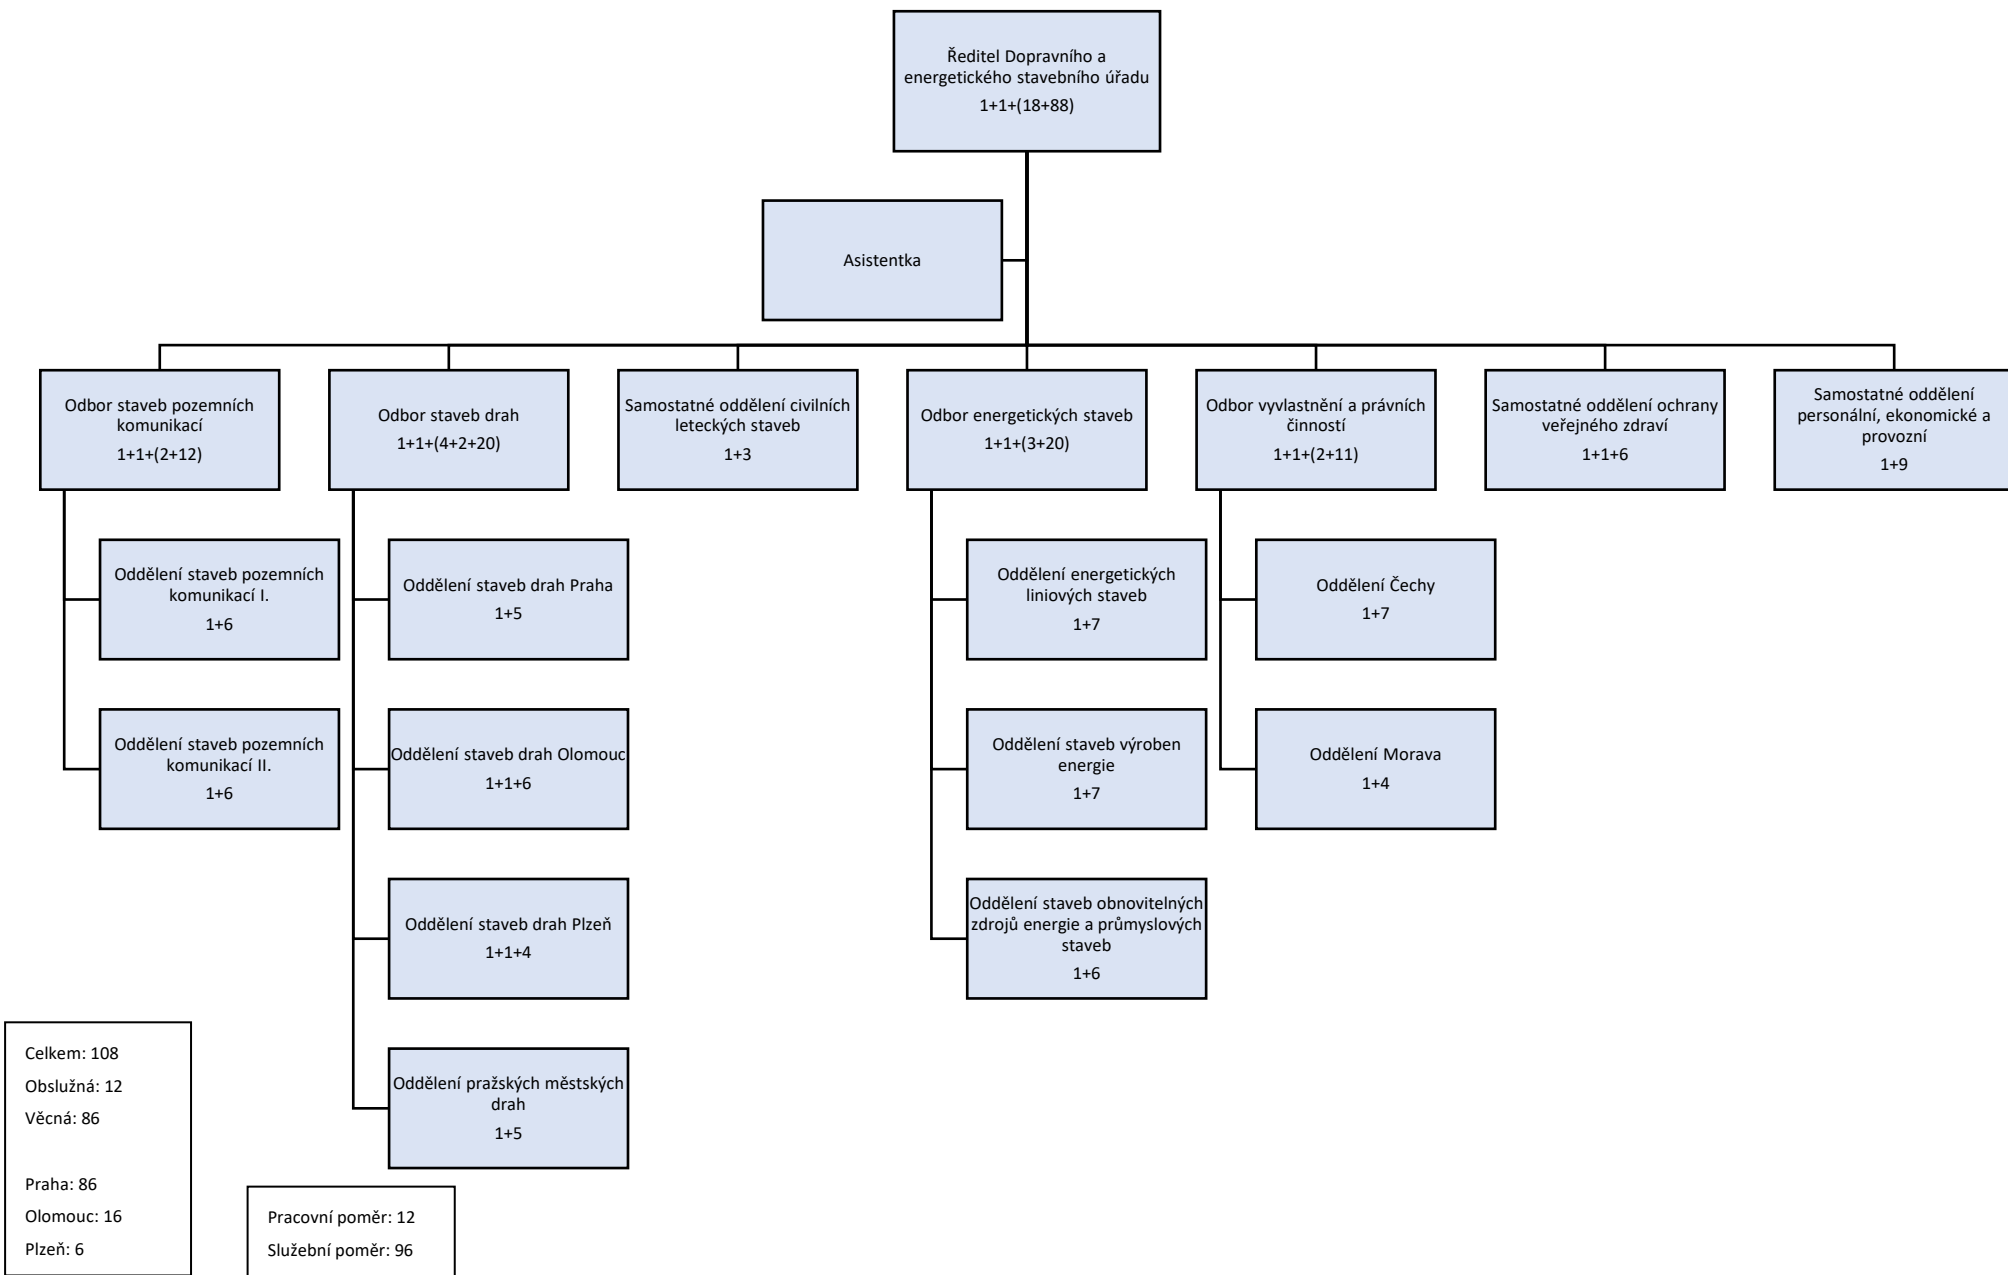 Ředitel Dopravního a
energetického stavebního úřadu
1+1+(18+88)
Asistentka
Odbor staveb pozemních
komunikací
1+1+(2+12)
Odbor staveb drah
1+1+(4+2+20)
Samostatné oddělení civilních
leteckých staveb
1+3
Odbor energetických staveb
1+1+(3+20)
Odbor vyvlastnění a právních
činností
1+1+(2+11)
Samostatné oddělení ochrany
veřejného zdraví
1+1+6
Samostatné oddělení
personální, ekonomické a
provozní
1+9
Oddělení staveb pozemních
komunikací I.
1+6
Oddělení staveb drah Praha
1+5
Oddělení energetických
liniových staveb
1+7
Oddělení Čechy
1+7
Oddělení staveb pozemních
komunikací II.
1+6
Oddělení staveb drah Olomouc
1+1+6
Oddělení staveb výroben
energie
1+7
Oddělení Morava
1+4
Oddělení staveb drah Plzeň
1+1+4
Oddělení staveb obnovitelných
zdrojů energie a průmyslových
staveb
1+6
Oddělení pražských městských
drah
1+5
Celkem: 108
Obslužná: 12
Věcná: 86
Praha: 86
Olomouc: 16
Plzeň: 6
Pracovní poměr: 12
Služební poměr: 96